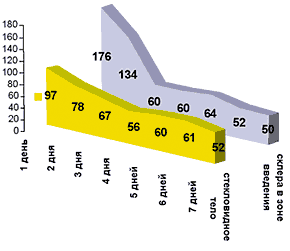 180
160
140
120
100
80
60
40
20
0
176
134
60
60
64
52
50
97
78
67
56
60
61
52
1 день
2 дня
3 дня
4 дня
5 дней
6 дней
7 дней
стекловидное
тело
склера в зоне
введения